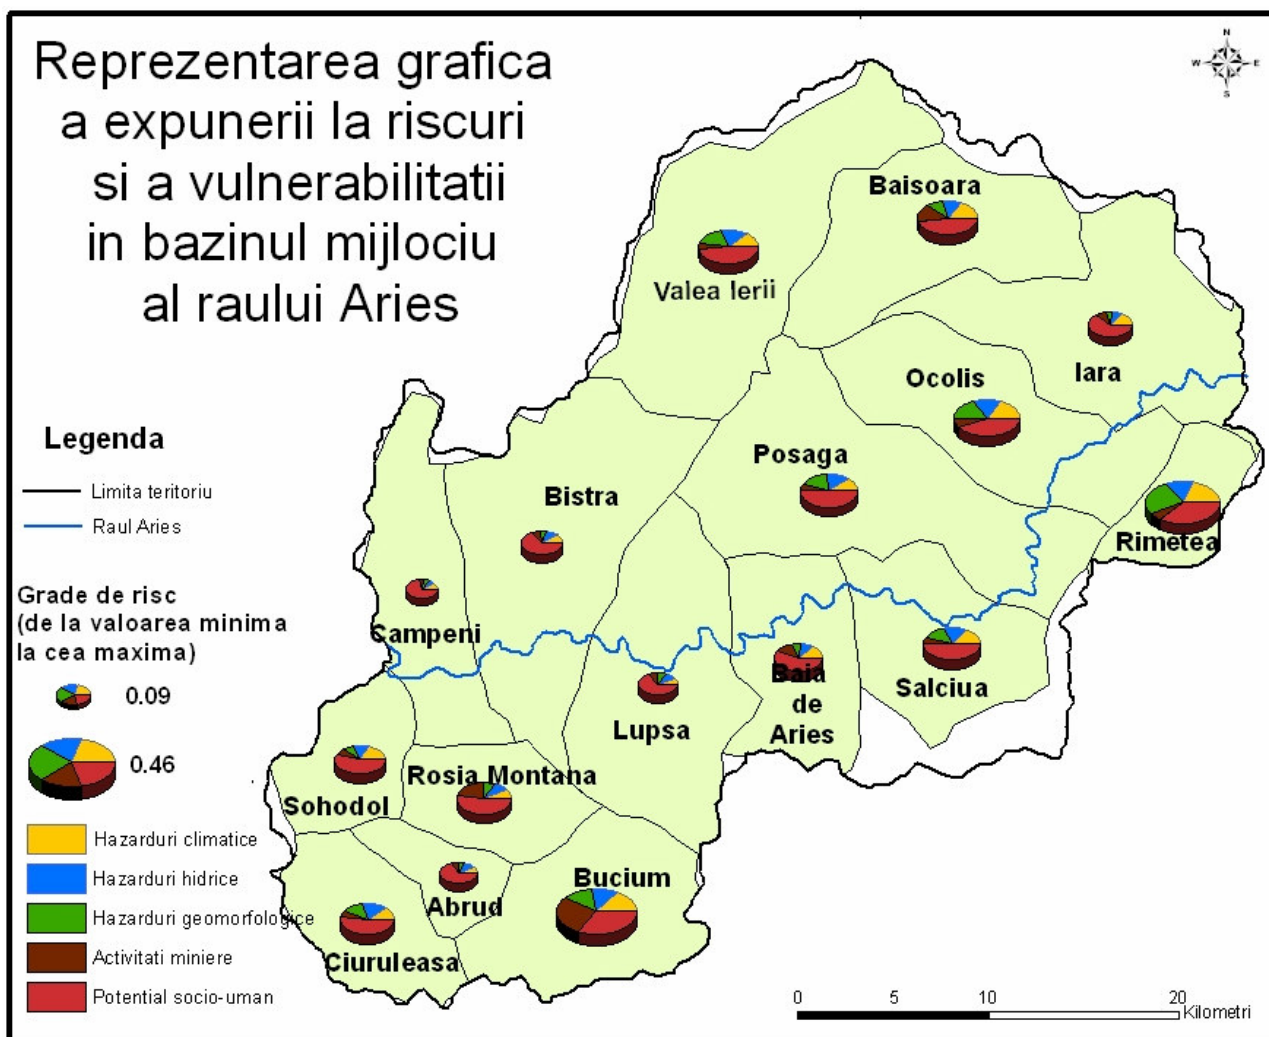 Reprezentarea grafica
a expunerii la riscuri
si a vulnerabilitatii
in bazinul mijlociu
al raului Aries
N
W
E
S
Baisoara
Valea Ierii
Iara
Ocolis
Posaga
Bistra
Rimetea
Campeni
Baia
de
Aries
Salciua
Lupsa
Rosia Montana
Sohodol
Bucium
Abrud
Ciuruleasa
Legenda
Limita teritoriu
Raul Aries
Grade de risc
(de la valoarea minima
la cea maxima)
0.09
0.46
Hazarduri climatice
Hazarduri hidrice
Hazarduri geomorfologice
Activitati miniere
Potential socio-uman
0 5 10 20
Kilometri